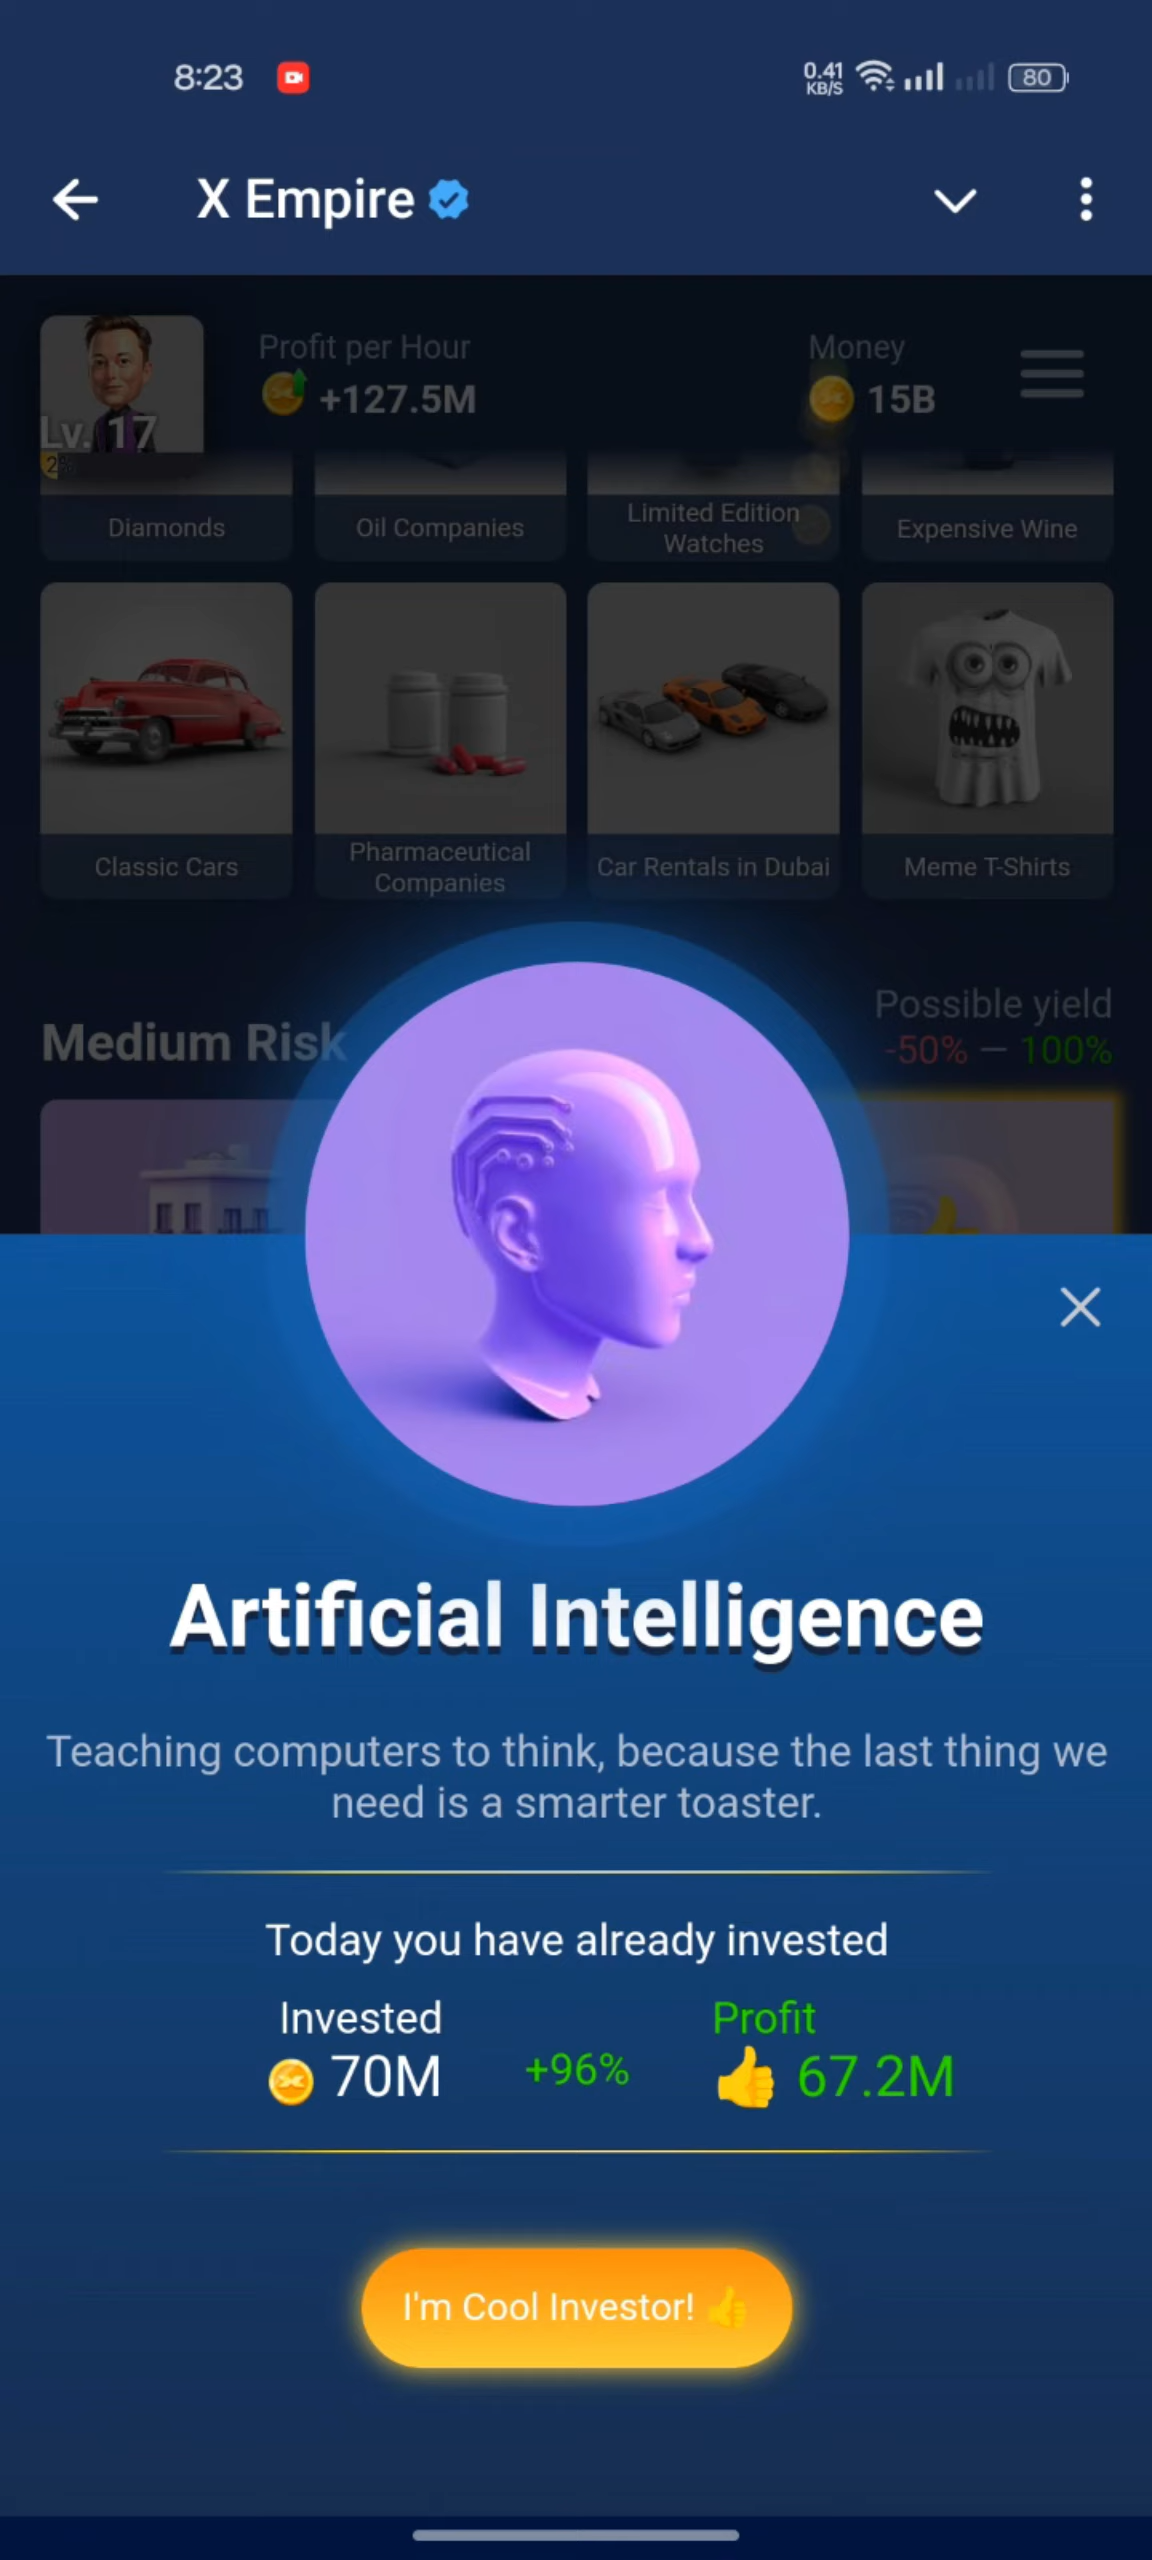 8:23
0.41
KB/S
80
X Empire
Profit per Hour
+127.5M
Money
15B
Lv. 17
Diamonds
Oil Companies
Limited Edition
Watches
Expensive Wine
Classic Cars
Pharmaceutical
Companies
Car Rentals in Dubai
Meme T-Shirts
Medium Risk
Possible yield
-50% — 100%
Artificial Intelligence
Teaching computers to think, because the last thing we
need is a smarter toaster.
Today you have already invested
Invested
70M
+96%
Profit
67.2M
I'm Cool Investor! 👍